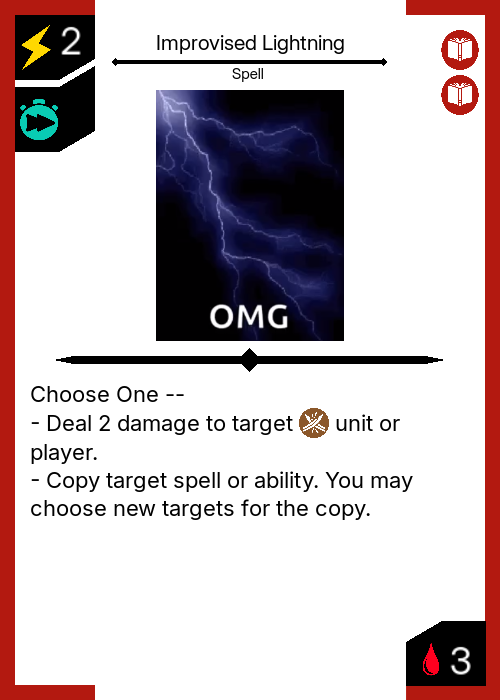 2
Improvised Lightning
Spell
OMG
Choose One --
- Deal 2 damage to target unit or
player.
- Copy target spell or ability. You may
choose new targets for the copy.
3